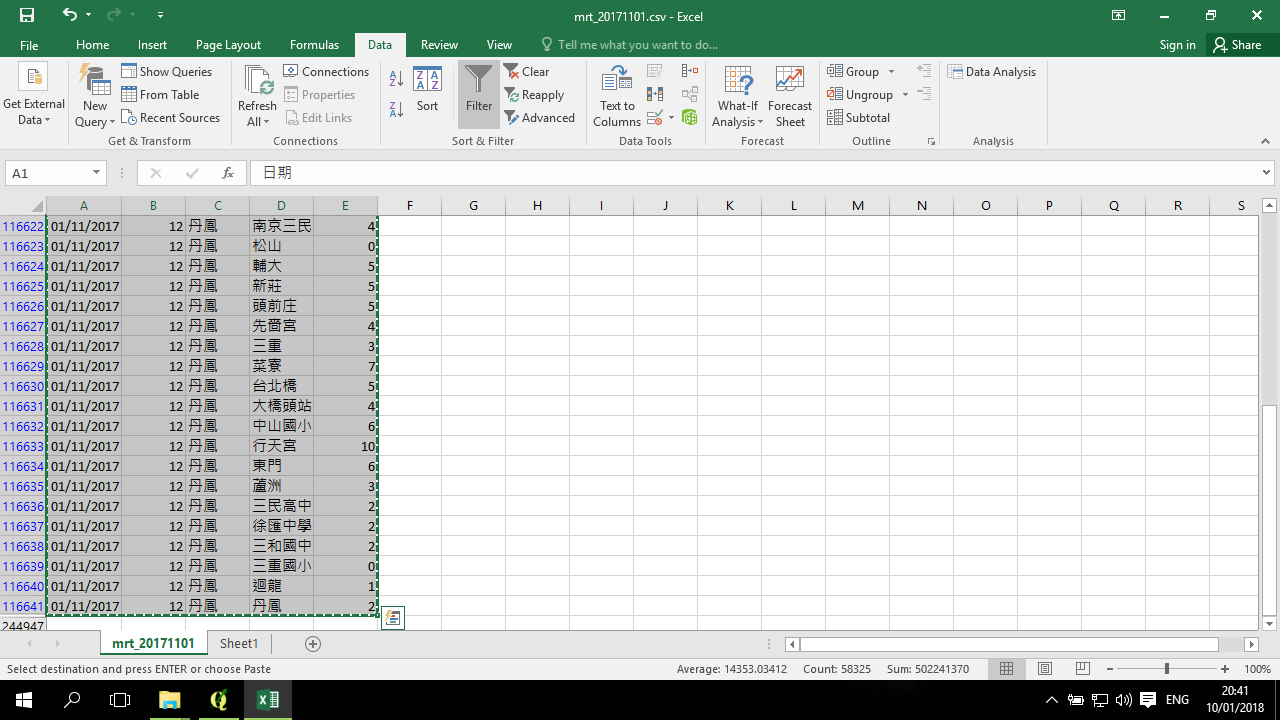 mrt_20171101.csv - Excel
File Home Insert Page Layout Formulas Data Review View Tell me what you want to do... Sign in Share
Get External Data
New Query
Show Queries
From Table
Recent Sources
Get & Transform
Refresh All
Connections
Properties
Edit Links
Connections
Sort
Filter
Clear
Reapply
Advanced
Sort & Filter
Text to Columns
Data Tools
What-If Analysis
Forecast Sheet
Forecast
Group
Ungroup
Subtotal
Outline
Data Analysis
Analysis
A1 fx 日期
A B C D E F G H I J K L M N O P Q R S
116622 01/11/2017 12 丹鳳 南京三民 4
116623 01/11/2017 12 丹鳳 松山 0
116624 01/11/2017 12 丹鳳 輔大 5
116625 01/11/2017 12 丹鳳 新莊 5
116626 01/11/2017 12 丹鳳 頭前庄 5
116627 01/11/2017 12 丹鳳 先嗇宮 4
116628 01/11/2017 12 丹鳳 三重 3
116629 01/11/2017 12 丹鳳 菜寮 7
116630 01/11/2017 12 丹鳳 台北橋 5
116631 01/11/2017 12 丹鳳 大橋頭站 4
116632 01/11/2017 12 丹鳳 中山國小 6
116633 01/11/2017 12 丹鳳 行天宮 10
116634 01/11/2017 12 丹鳳 東門 6
116635 01/11/2017 12 丹鳳 蘆洲 3
116636 01/11/2017 12 丹鳳 三民高中 2
116637 01/11/2017 12 丹鳳 徐匯中學 2
116638 01/11/2017 12 丹鳳 三和國中 2
116639 01/11/2017 12 丹鳳 三重國小 0
116640 01/11/2017 12 丹鳳 迴龍 1
116641 01/11/2017 12 丹鳳 丹鳳 2
244947
mrt_20171101 Sheet1
Select destination and press ENTER or choose Paste Average: 14353.03412 Count: 58325 Sum: 502241370 100%
ENG 20:41
10/01/2018